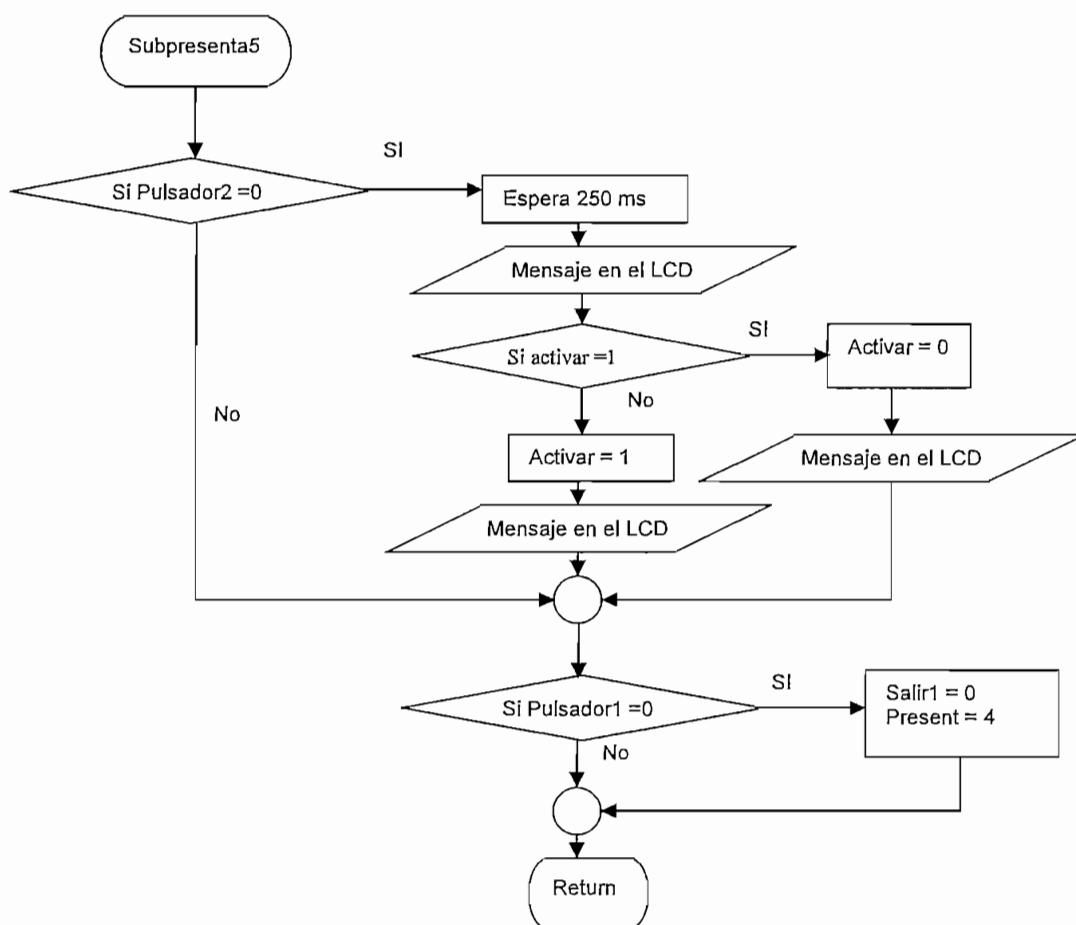 Subpresenta5
SI
Si Pulsador2 =0
Espera 250 ms
Mensaje en el LCD
SI
Si activar =1
Activar = 0
No
No
Activar = 1
Mensaje en el LCD
Mensaje en el LCD
SI
Si Pulsador1 =0
Salir1 = 0
Present = 4
No
Return